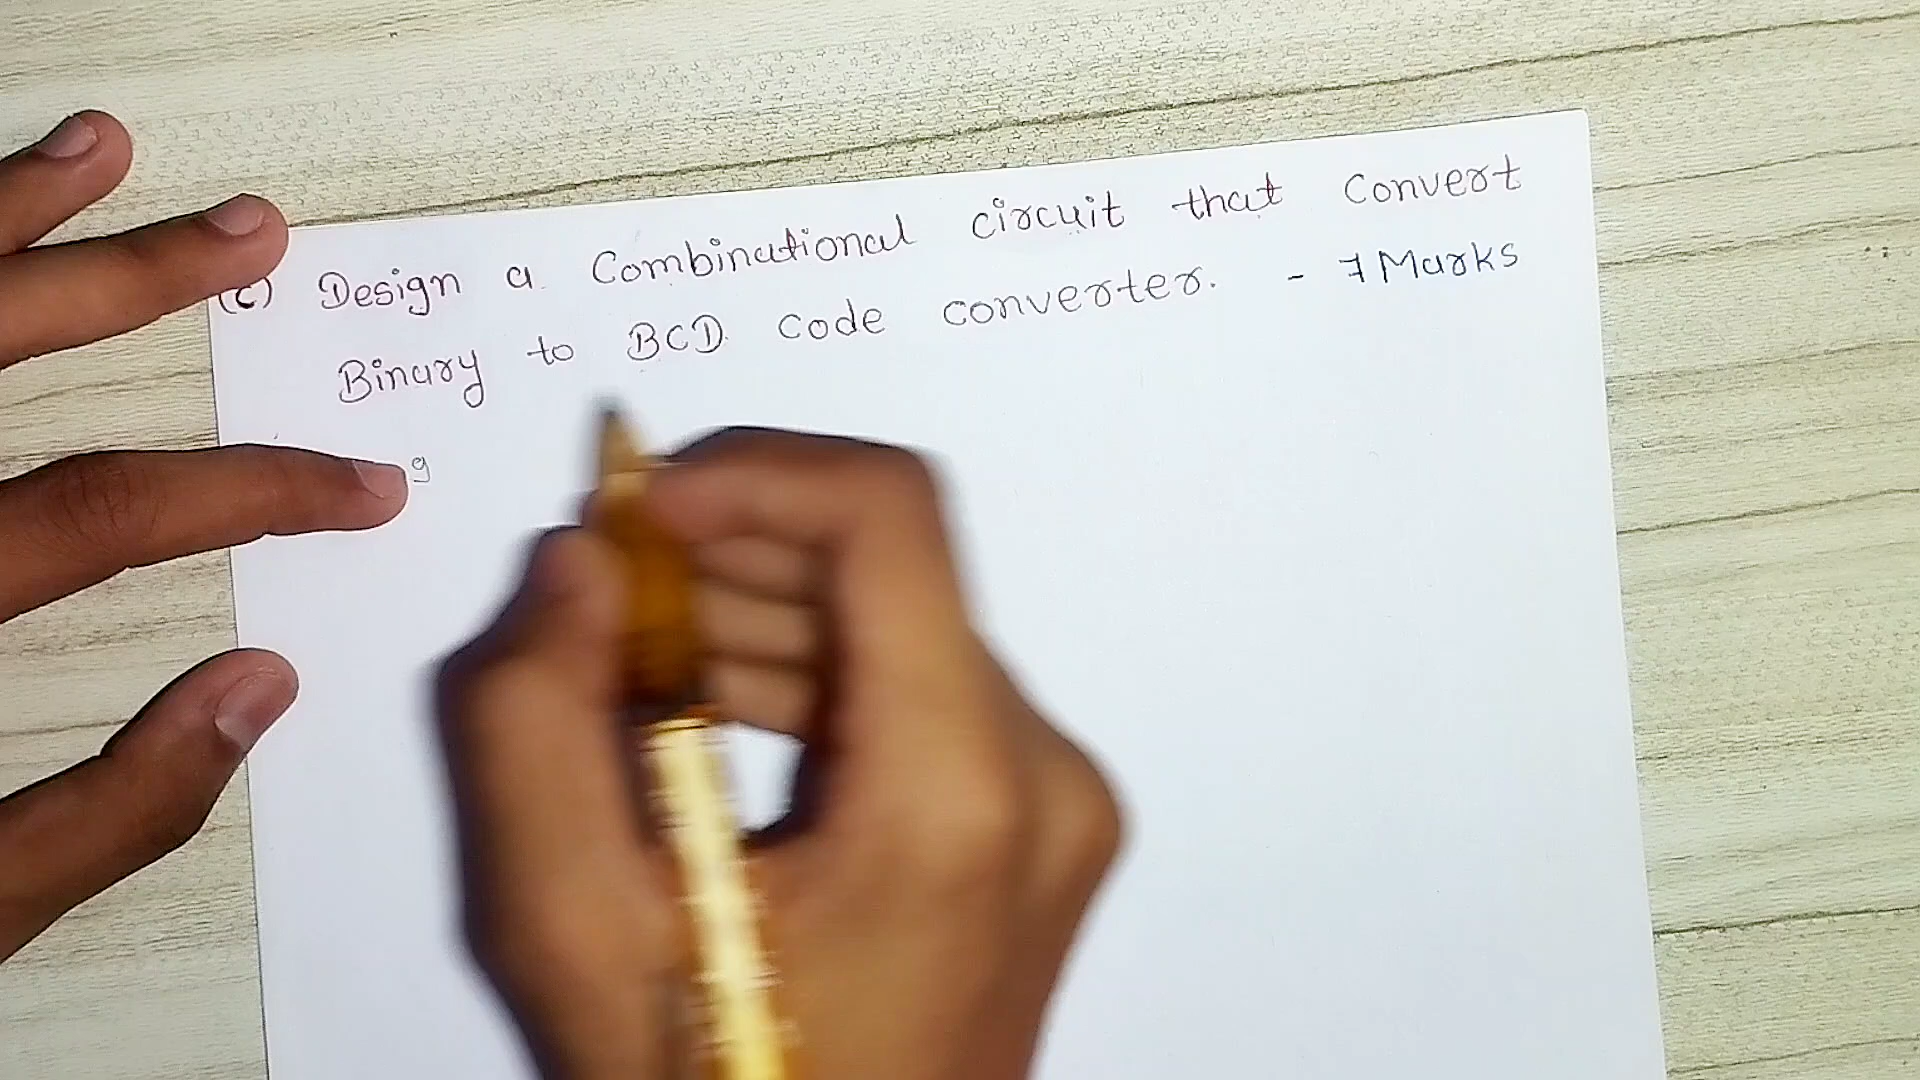 (c) Design a Combinational circuit that Convert
Binary to BCD Code converter. - 7 Marks
g